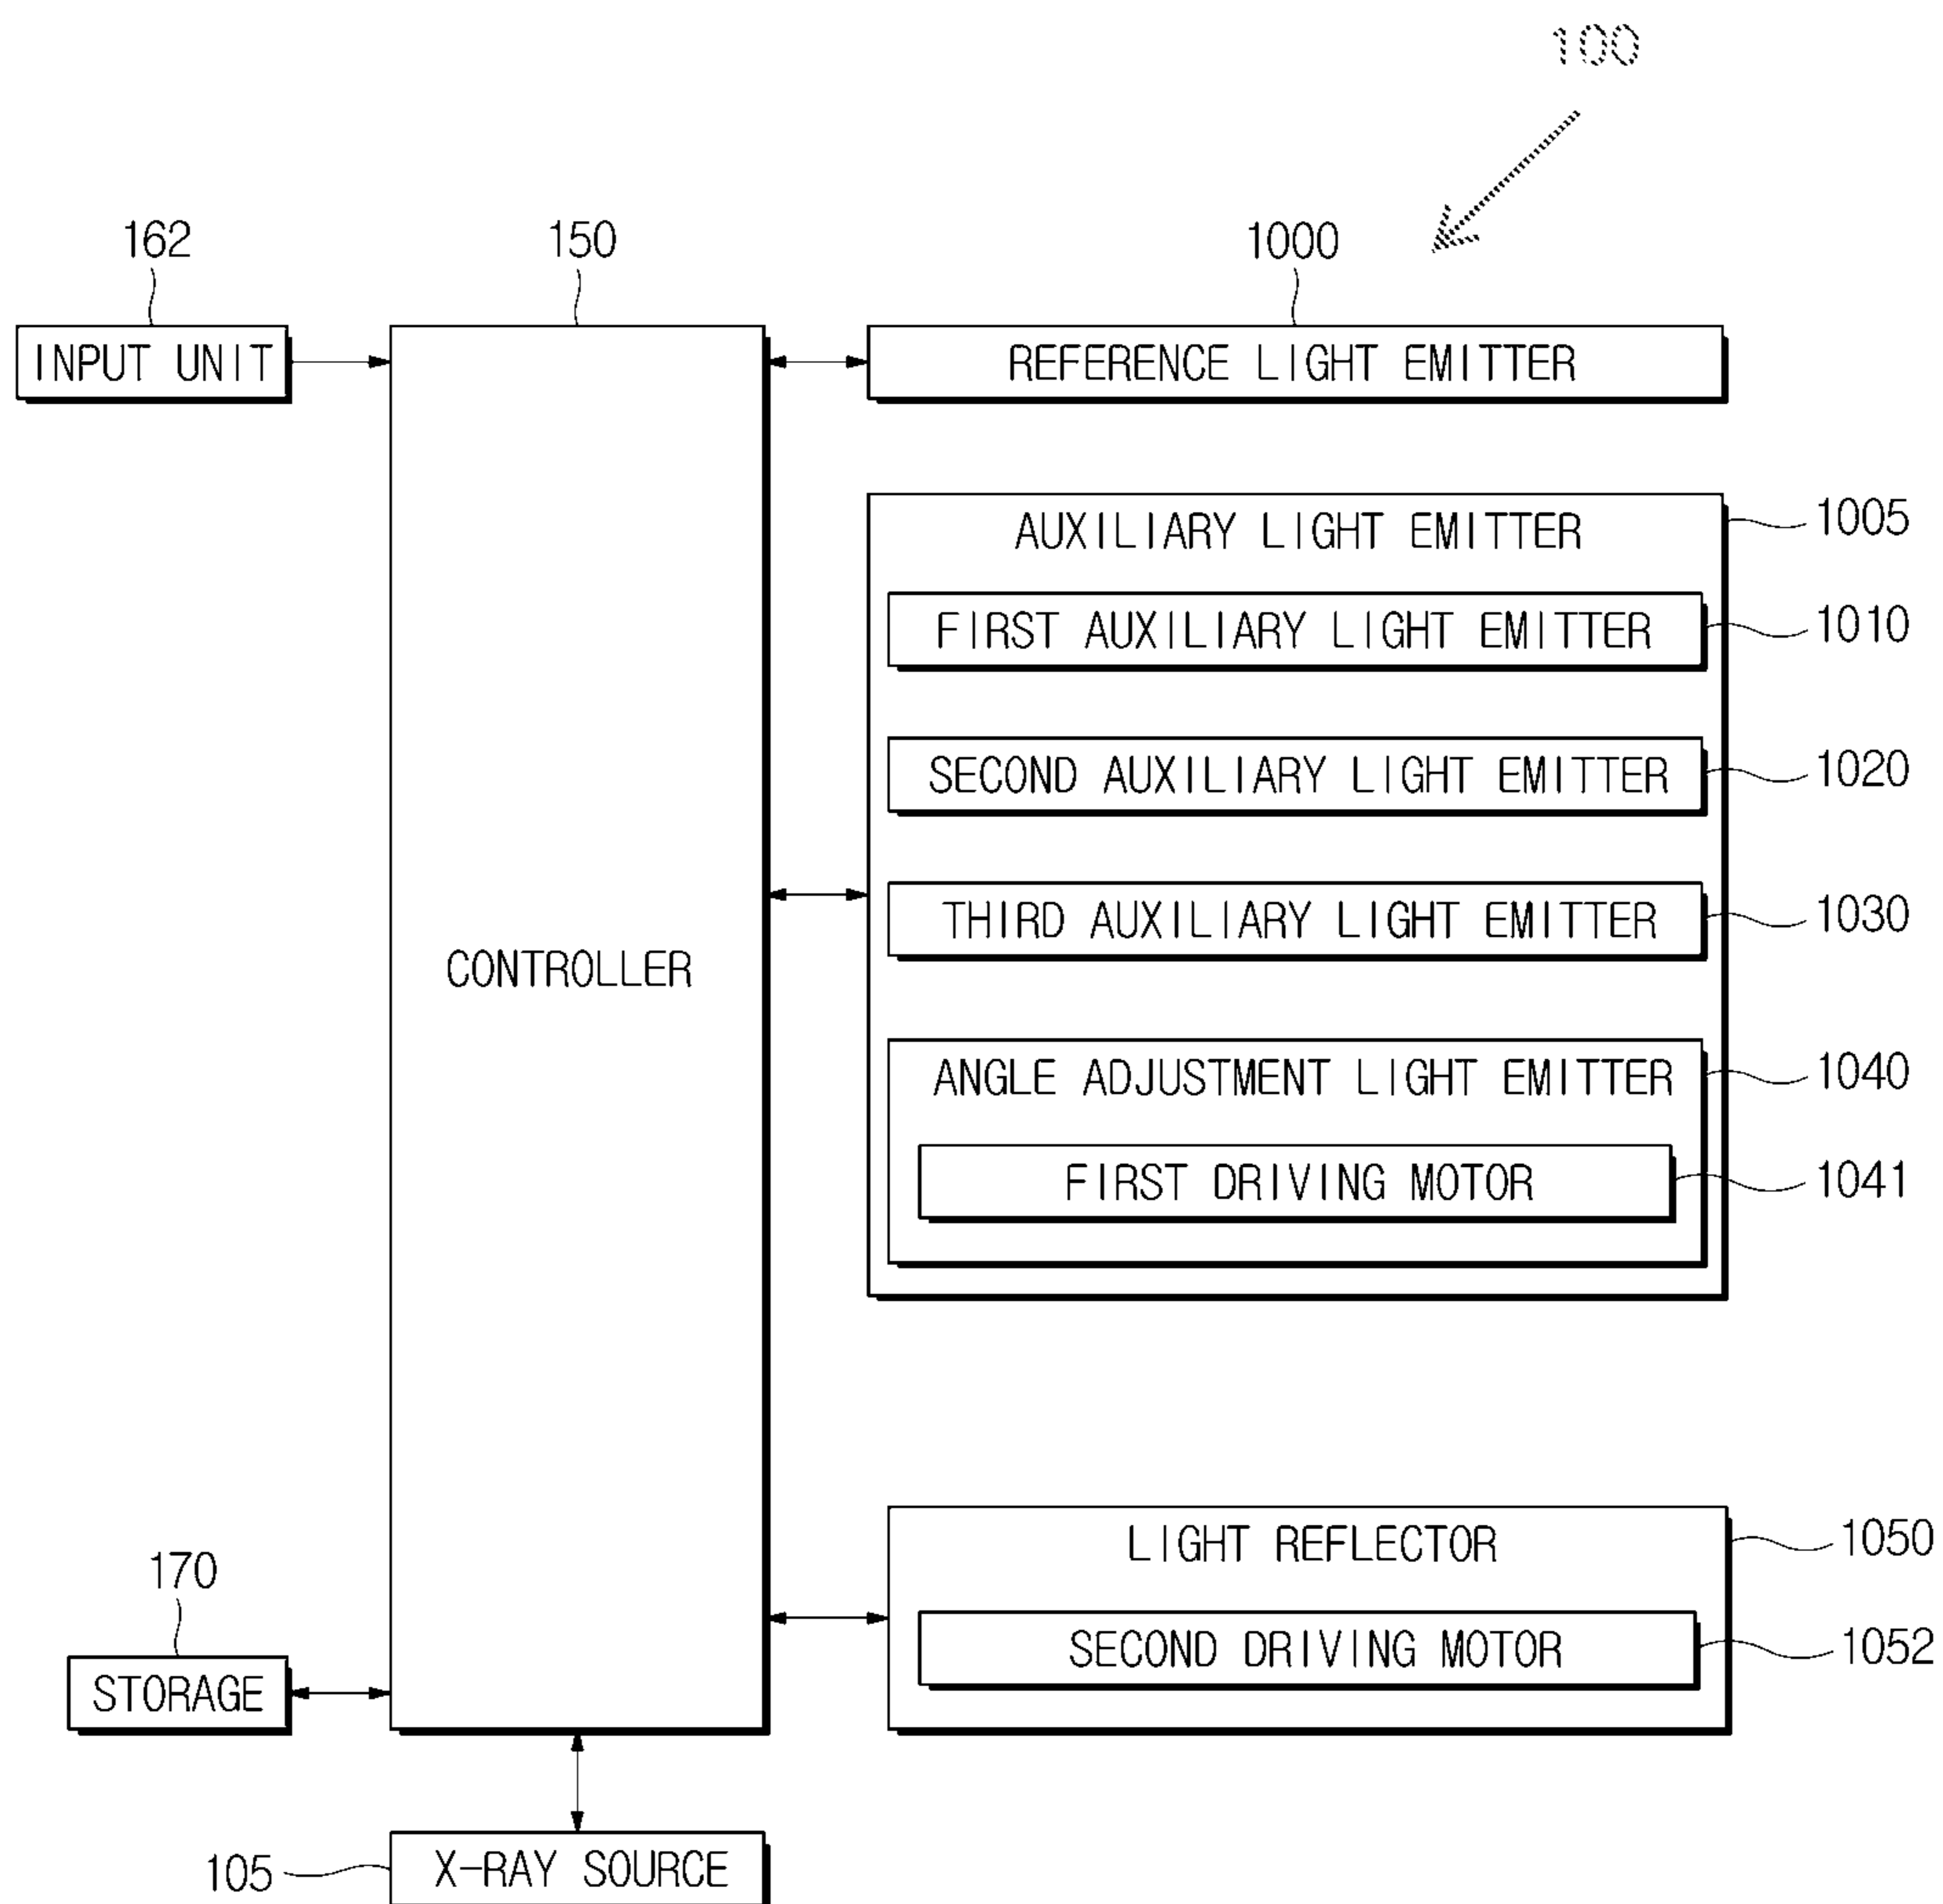 100
162
150
1000
INPUT UNIT
REFERENCE LIGHT EMITTER
CONTROLLER
AUXILIARY LIGHT EMITTER
1005
FIRST AUXILIARY LIGHT EMITTER
1010
SECOND AUXILIARY LIGHT EMITTER
1020
THIRD AUXILIARY LIGHT EMITTER
1030
ANGLE ADJUSTMENT LIGHT EMITTER
1040
FIRST DRIVING MOTOR
1041
LIGHT REFLECTOR
1050
SECOND DRIVING MOTOR
1052
170
STORAGE
105
X-RAY SOURCE